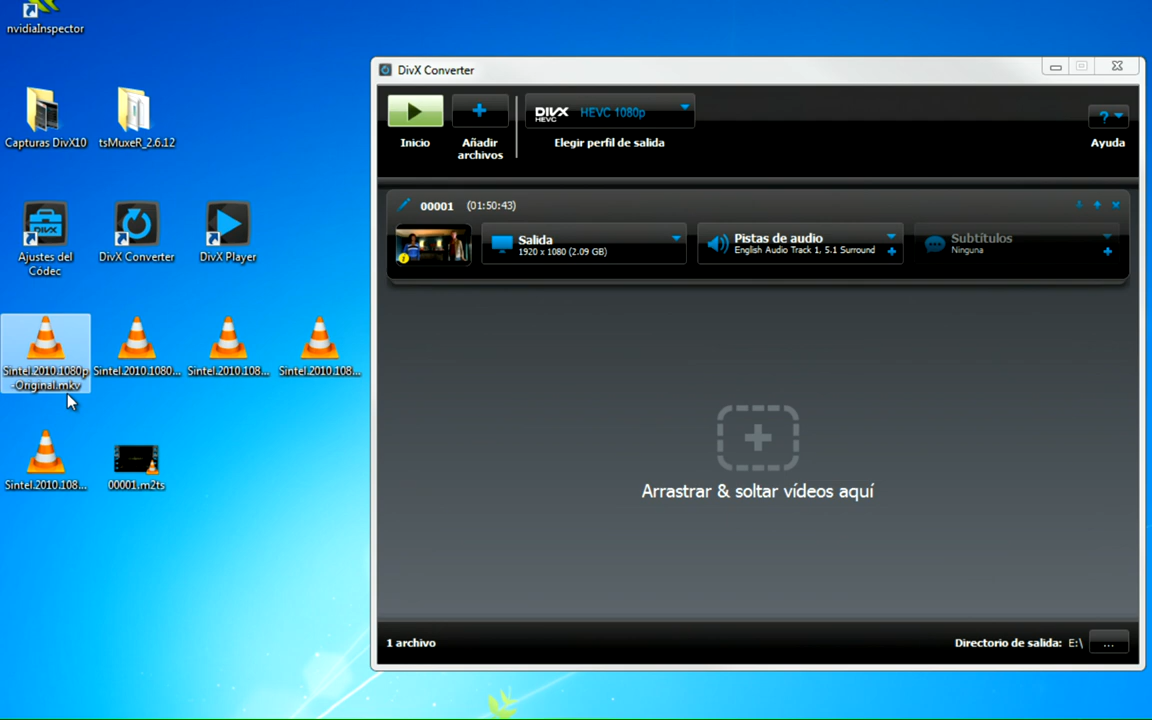 nvidiaInspector
Capturas DivX10
tsMuxeR_2.6.12
Ajustes del
Códec
DivX Converter
DivX Player
Sintel.2010.1080p
-Original.mkv
Sintel.2010.1080...
Sintel.2010.108...
Sintel.2010.108...
Sintel.2010.108...
00001.m2ts
DivX Converter
Inicio
Añadir
archivos
DIVX
HEVC
HEVC 1080p
Elegir perfil de salida
?
Ayuda
00001 (01:50:43)
Salida
1920 x 1080 (2.09 GB)
Pistas de audio
English Audio Track 1, 5.1 Surround
Subtítulos
Ninguna
Arrastrar & soltar vídeos aquí
1 archivo
Directorio de salida: E:\ ...